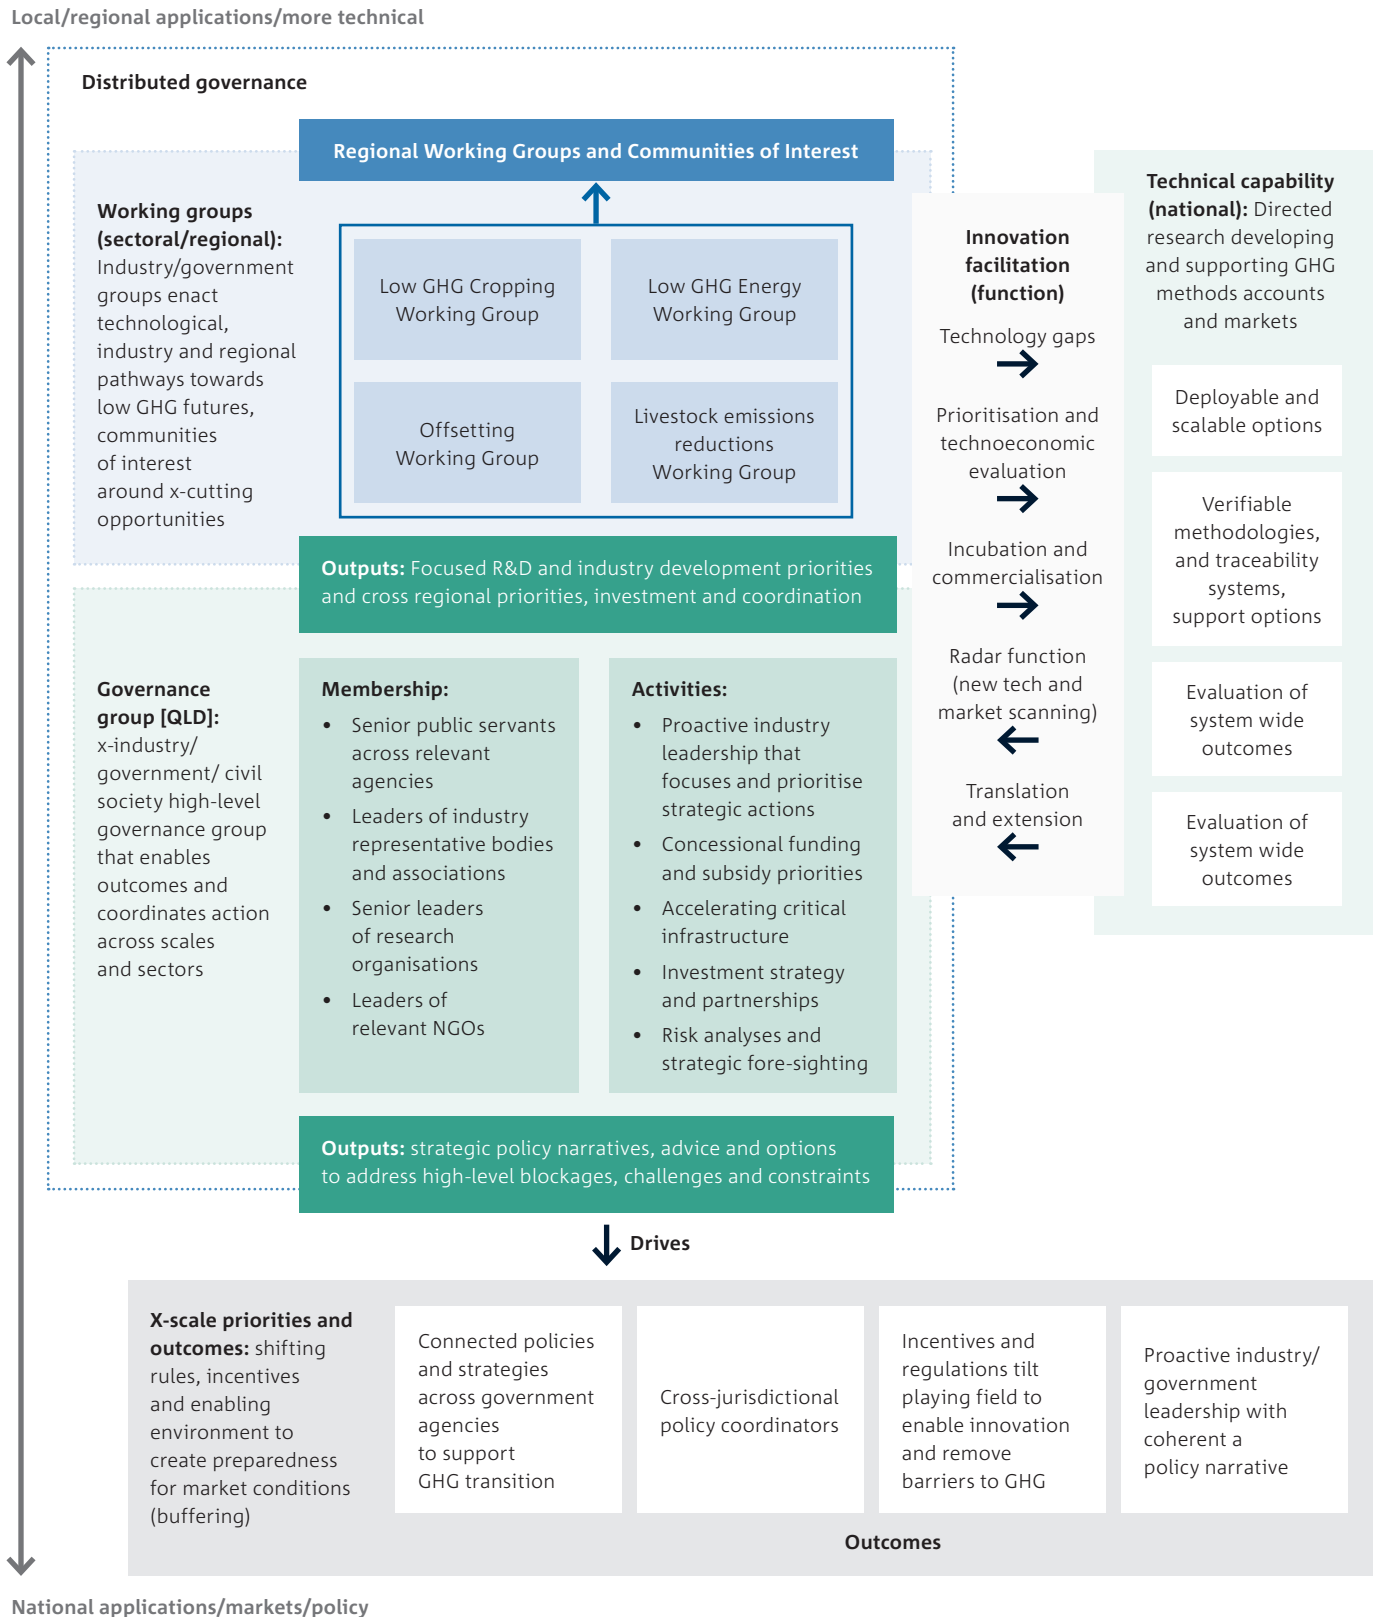 Local/regional applications/more technical
Distributed governance
Regional Working Groups and Communities of Interest
Working groups
(sectoral/regional):
Industry/government
groups enact
technological,
industry and regional
pathways towards
low GHG futures,
communities
of interest
around x-cutting
opportunities
Low GHG Cropping
Working Group
Low GHG Energy
Working Group
Offsetting
Working Group
Livestock emissions
reductions
Working Group
Outputs: Focused R&D and industry development priorities
and cross regional priorities, investment and coordination
Governance
group [QLD]:
x-industry/
government/ civil
society high-level
governance group
that enables
outcomes and
coordinates action
across scales
and sectors
Membership:
• Senior public servants
across relevant
agencies
• Leaders of industry
representative bodies
and associations
• Senior leaders
of research
organisations
• Leaders of
relevant NGOs
Activities:
• Proactive industry
leadership that
focuses and prioritise
strategic actions
• Concessional funding
and subsidy priorities
• Accelerating critical
infrastructure
• Investment strategy
and partnerships
• Risk analyses and
strategic fore-sighting
Outputs: strategic policy narratives, advice and options
to address high-level blockages, challenges and constraints
Innovation
facilitation
(function)
Technology gaps
Prioritisation and
technoeconomic
evaluation
Incubation and
commercialisation
Radar function
(new tech and
market scanning)
Translation
and extension
Technical capability
(national): Directed
research developing
and supporting GHG
methods accounts
and markets
Deployable and
scalable options
Verifiable
methodologies,
and traceability
systems,
support options
Evaluation of
system wide
outcomes
Evaluation of
system wide
outcomes
Drives
X-scale priorities and
outcomes: shifting
rules, incentives
and enabling
environment to
create preparedness
for market conditions
(buffering)
Connected policies
and strategies
across government
agencies
to support
GHG transition
Cross-jurisdictional
policy coordinators
Incentives and
regulations tilt
playing field to
enable innovation
and remove
barriers to GHG
Proactive industry/
government
leadership with
coherent a
policy narrative
Outcomes
National applications/markets/policy